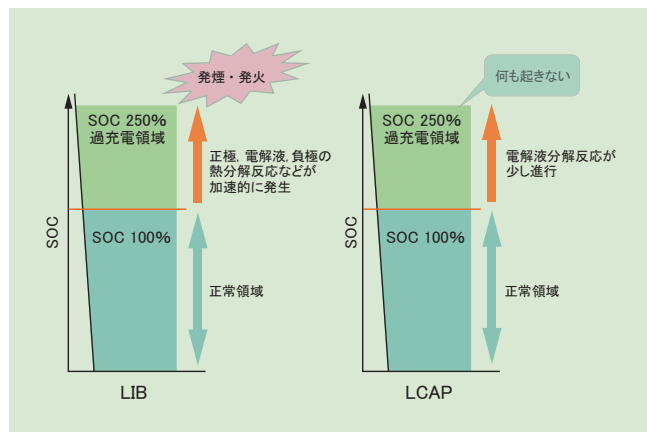 発煙・発火
SOC 250%
過充電領域
正極, 電解液, 負極の
熱分解反応などが
加速的に発生
SOC
SOC 100%
正常領域
LIB
何も起きない
SOC 250%
過充電領域
電解液分解反応が
少し進行
SOC
SOC 100%
正常領域
LCAP